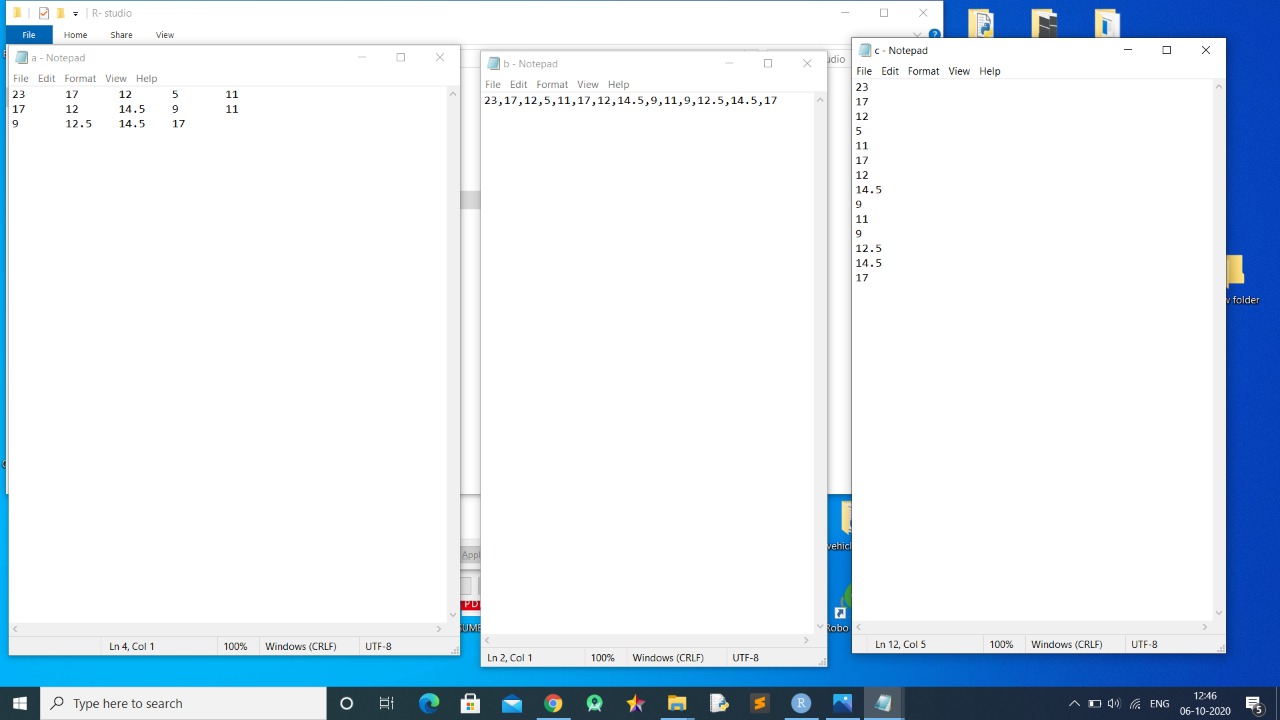 R- studio
File Home Share View
a - Notepad
File Edit Format View Help
23 17 12 5 11
17 12 14.5 9 11
9 12.5 14.5 17
Ln 4, Col 1 100% Windows (CRLF) UTF-8
b - Notepad
File Edit Format View Help
23,17,12,5,11,17,12,14.5,9,11,9,12.5,14.5,17
Ln 2, Col 1 100% Windows (CRLF) UTF-8
c - Notepad
File Edit Format View Help
23
17
12
5
11
17
12
14.5
9
11
9
12.5
14.5
17
Ln 12, Col 5 100% Windows (CRLF) UTF-8
udio
Appl
PD
UME
vehicl
Robo
w folder
Type here to search
ENG
12:46
06-10-2020
5